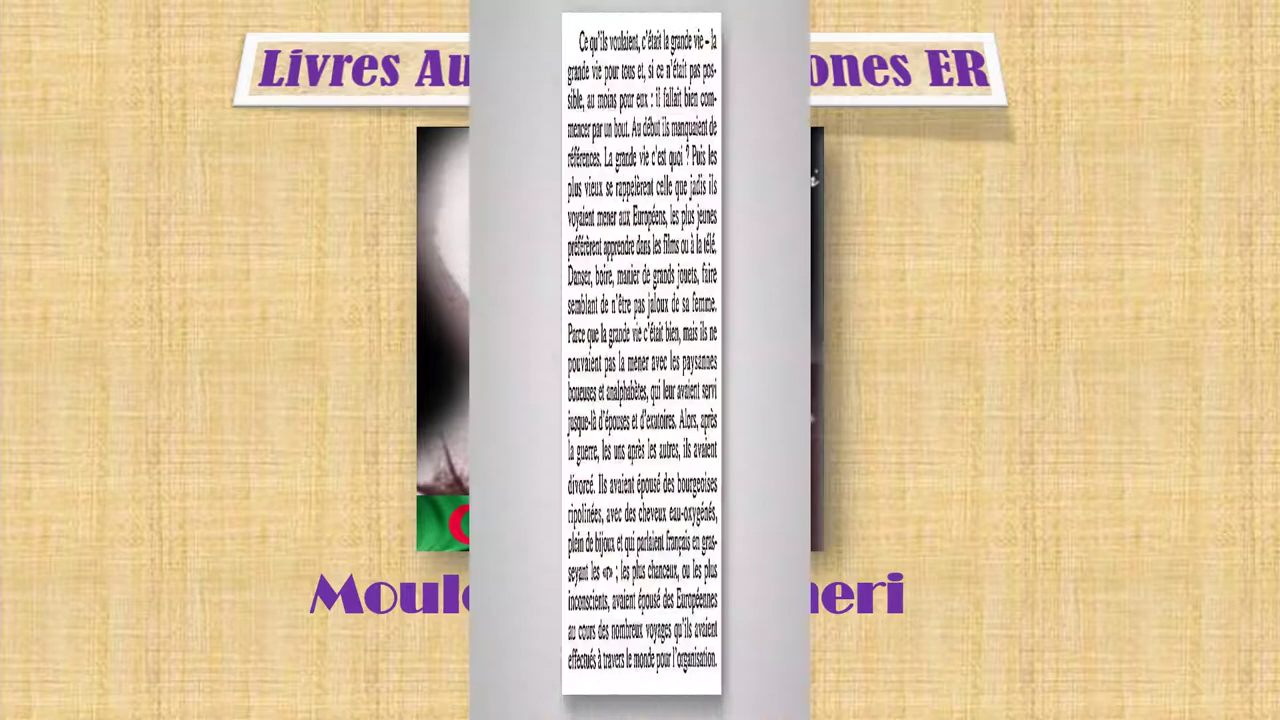 Livres Au
ones ER
Ce qu'ils voulaient, c'était la grande vie – la
grande vie pour tous et, si ce n'était pas pos-
sible, au moins pour eux : il fallait bien com-
mencer par un bout. Au début ils manquaient de
références. La grande vie c'est quoi ? Puis les
plus vieux se rappelèrent celle que jadis ils
voyaient mener aux Européens, les plus jeunes
préférèrent apprendre dans les films ou à la télé.
Danser, boire, manier de grands jouets, faire
semblant de n'être pas jaloux de sa femme.
Parce que la grande vie c'était bien, mais ils ne
pouvaient pas la mener avec les paysannes
boueuses et analphabètes, qui leur avaient servi
jusque-là d'épouses et d'exutoires. Alors, après
la guerre, les uns après les autres, ils avaient
divorcé. Ils avaient épousé des bourgeoises
ripolinées, avec des cheveux eau-oxygénés,
plein de bijoux et qui parlaient français en gras-
seyant les «r» ; les plus chanceux, ou les plus
inconscients, avaient épousé des Européennes
au cours des nombreux voyages qu'ils avaient
effectués à travers le monde pour l'organisation.
Moulo
neri